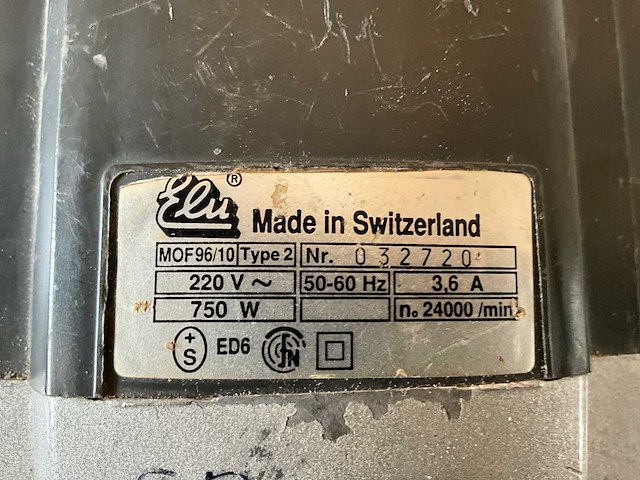 Elu ®
Made in Switzerland
MOF96/10 Type 2 Nr. 032720
220 V ~ 50-60 Hz 3,6 A
750 W n₀ 24000 /min
+ S ED6 FN